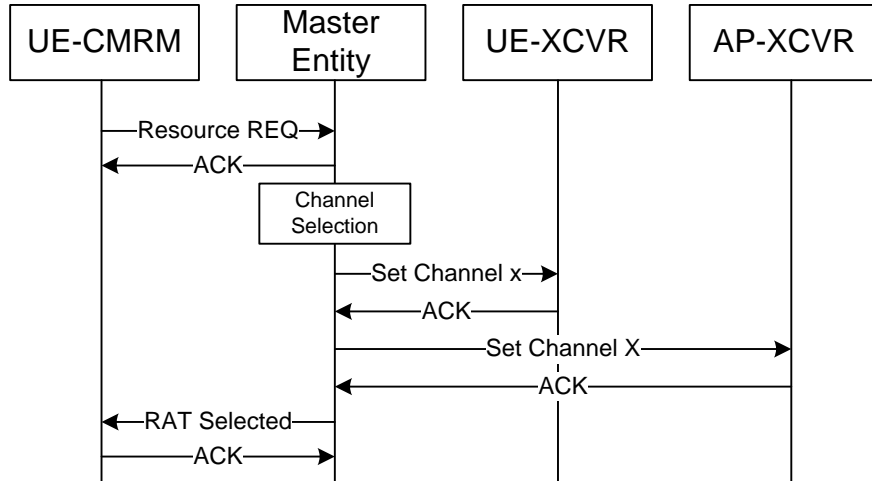 UE-CMRM
Master
Entity
UE-XCVR
AP-XCVR
Resource REQ
ACK
Channel
Selection
Set Channel x
ACK
Set Channel X
ACK
RAT Selected
ACK